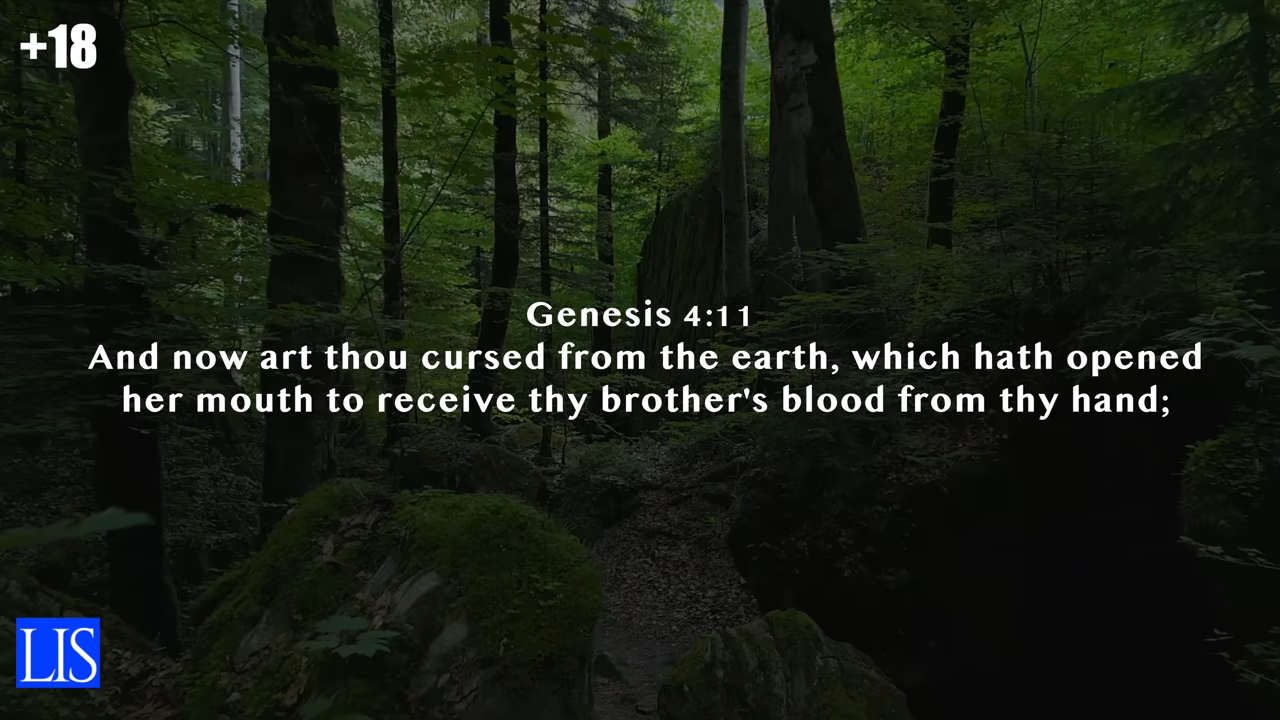 +18
Genesis 4:11
And now art thou cursed from the earth, which hath opened
her mouth to receive thy brother's blood from thy hand;
LIS